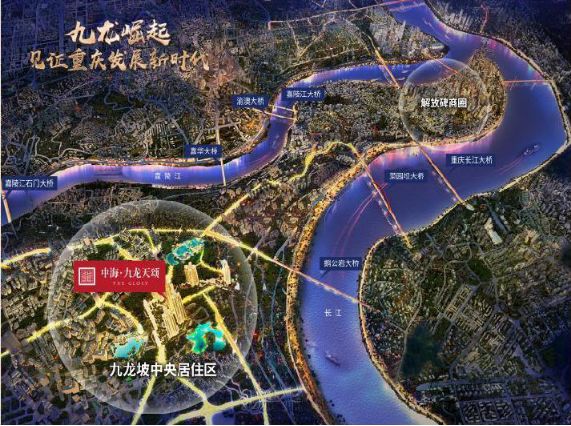 九龙崛起
见证重庆发展新时代
渝澳大桥
嘉陵江大桥
解放碑商圈
嘉华大桥
重庆长江大桥
嘉陵江石门大桥
嘉陵江
菜园坝大桥
鹅公岩大桥
中海·九龙天颂
THE GLORY
长江
九龙坡中央居住区